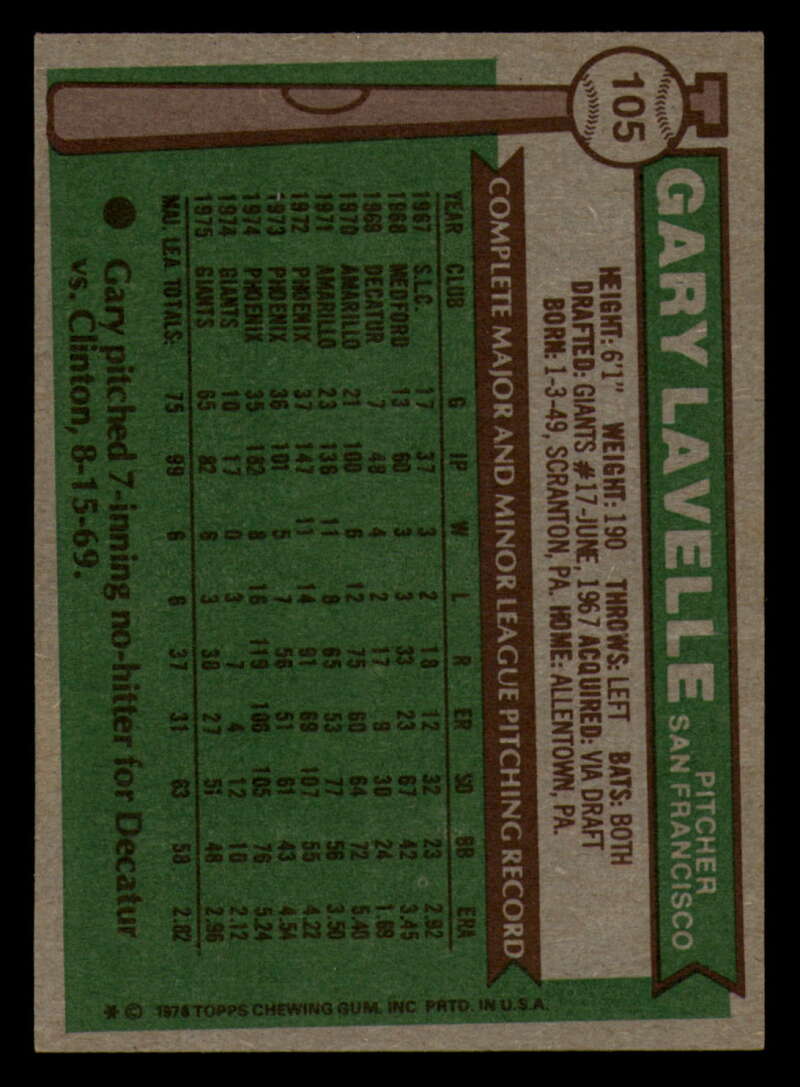 105
GARY LAVELLE
PITCHER
SAN FRANCISCO
HEIGHT: 6'1" WEIGHT: 190 THROWS: LEFT BATS: BOTH
DRAFTED: GIANTS #17-JUNE, 1967 ACQUIRED: VIA DRAFT
BORN: 1-3-49, SCRANTON, PA. HOME: ALLENTOWN, PA.
COMPLETE MAJOR AND MINOR LEAGUE PITCHING RECORD
YEAR CLUB G IP W L R ER SO BB ERA
1967 S.L.C. 17 37 3 2 18 12 32 23 2.92
1968 MEDFORD 13 60 3 3 33 23 67 42 3.45
1969 DECATUR 7 48 4 2 17 9 30 24 1.69
1970 AMARILLO 21 100 6 12 75 60 64 72 5.40
1971 AMARILLO 23 136 11 8 65 53 77 56 3.50
1972 PHOENIX 37 147 11 14 91 69 107 55 4.22
1973 PHOENIX 36 101 5 7 56 51 61 43 4.54
1974 PHOENIX 35 182 8 16 119 106 105 76 5.24
1974 GIANTS 10 17 0 3 7 4 12 10 2.12
1975 GIANTS 65 82 6 3 30 27 51 48 2.96
MAJ. LEA TOTALS 75 99 6 6 37 31 63 58 2.82
Gary pitched 7-inning no-hitter for Decatur
vs. Clinton, 8-15-69.
* © 1976 TOPPS CHEWING GUM, INC. PRTD. IN U.S.A.